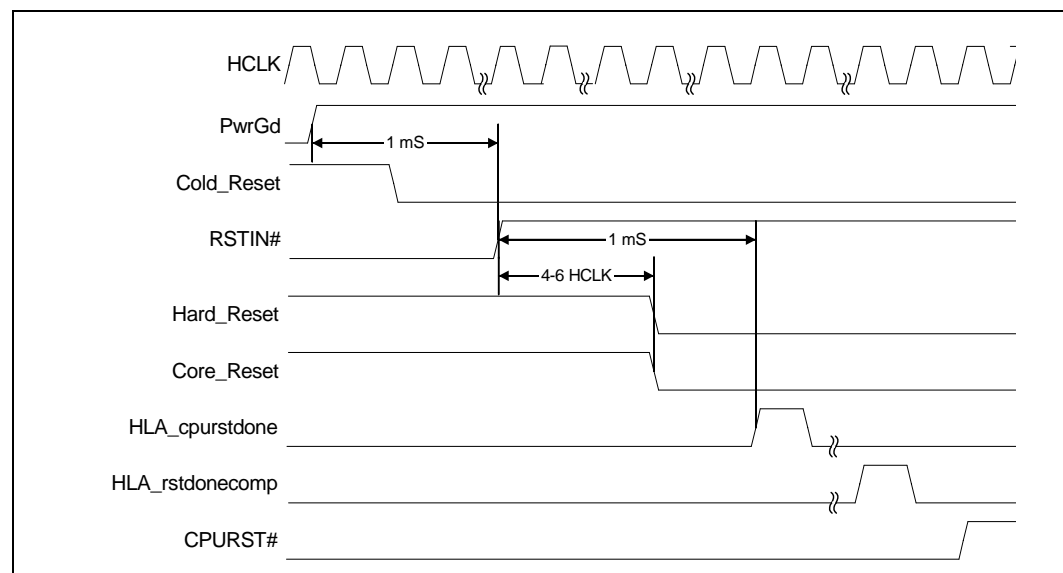 HCLK
PwrGd
1 mS
Cold_Reset
RSTIN#
1 mS
4-6 HCLK
Hard_Reset
Core_Reset
HLA_cpurstdone
HLA_rstdonecomp
CPURST#